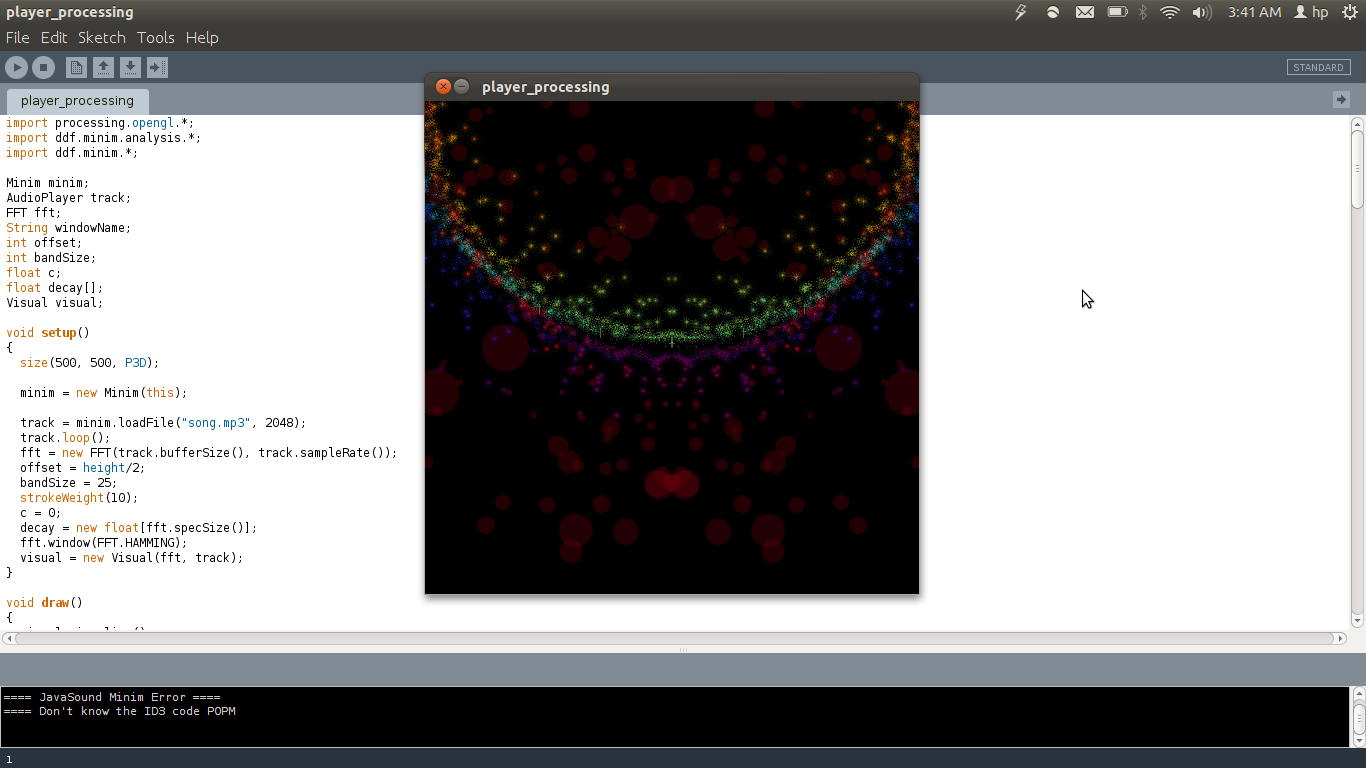 player_processing
3:41 AM
hp
File Edit Sketch Tools Help
STANDARD
player_processing
player_processing
import processing.opengl.*;
import ddf.minim.analysis.*;
import ddf.minim.*;
Minim minim;
AudioPlayer track;
FFT fft;
String windowName;
int offset;
int bandSize;
float c;
float decay[];
Visual visual;
void setup()
{
size(500, 500, P3D);
minim = new Minim(this);
track = minim.loadFile("song.mp3", 2048);
track.loop();
fft = new FFT(track.bufferSize(), track.sampleRate());
offset = height/2;
bandSize = 25;
strokeWeight(10);
c = 0;
decay = new float[fft.specSize()];
fft.window(FFT.HAMMING);
visual = new Visual(fft, track);
}
void draw()
{
==== JavaSound Minim Error ====
==== Don't know the ID3 code POPM
1